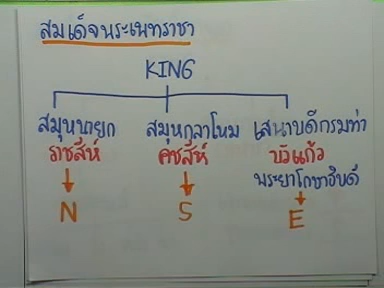 สมเด็จพระเพทราชา
KING
สมุหนายก สมุหกลาโหม เสนาบดีกรมท่า
ราชสีห์ คชสีห์ บัวแก้ว
พระยาโกษาธิบดี
N S E